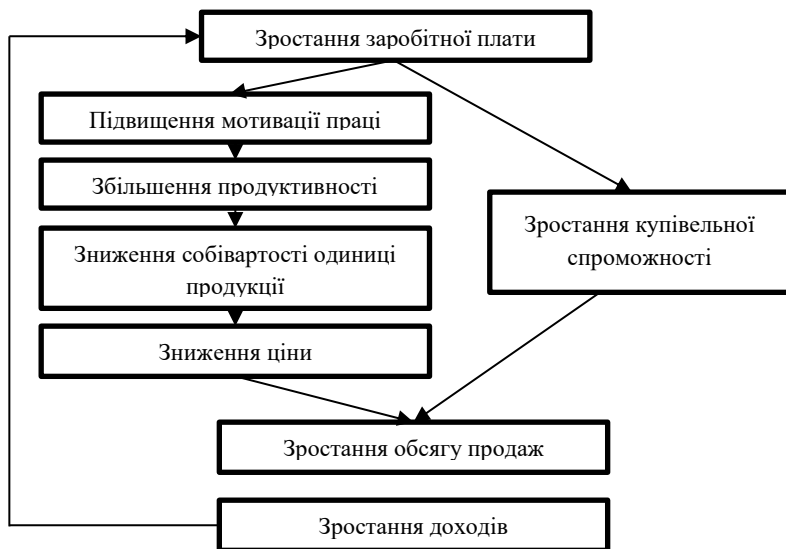 Зростання заробітної плати
Підвищення мотивації праці
Збільшення продуктивності
Зниження собівартості одиниці
продукції
Зниження ціни
Зростання купівельної
спроможності
Зростання обсягу продаж
Зростання доходів